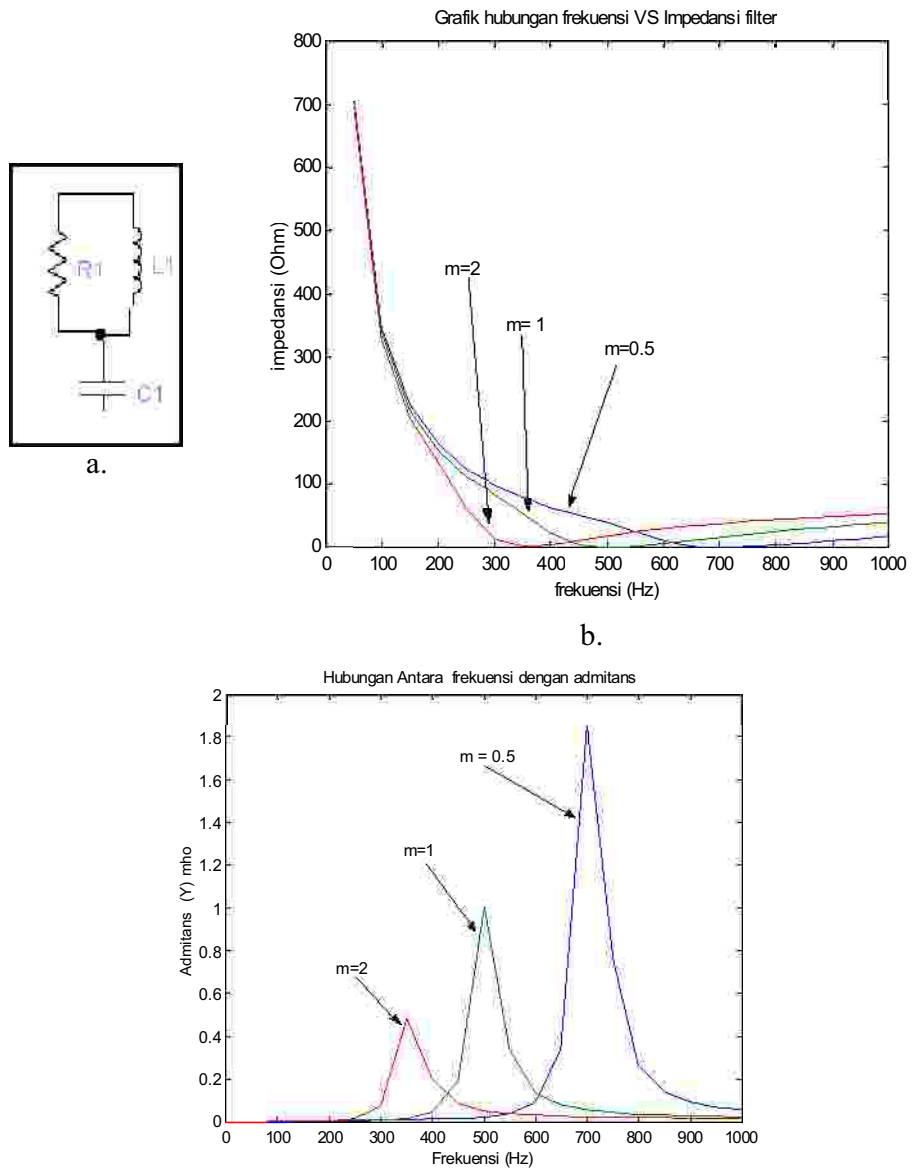 Grafik hubungan frekuensi VS Impedansi filter
800
700
600
500
400
300
200
100
0
impedansi (Ohm)
m=2
m= 1
m=0.5
0 100 200 300 400 500 600 700 800 900 1000
frekuensi (Hz)
R1
L1
C1
a.
b.
Hubungan Antara frekuensi dengan admitans
2
1.8
1.6
1.4
1.2
1
0.8
0.6
0.4
0.2
0
Admitans (Y) mho
m = 0.5
m=1
m=2
0 100 200 300 400 500 600 700 800 900 1000
Frekuensi (Hz)